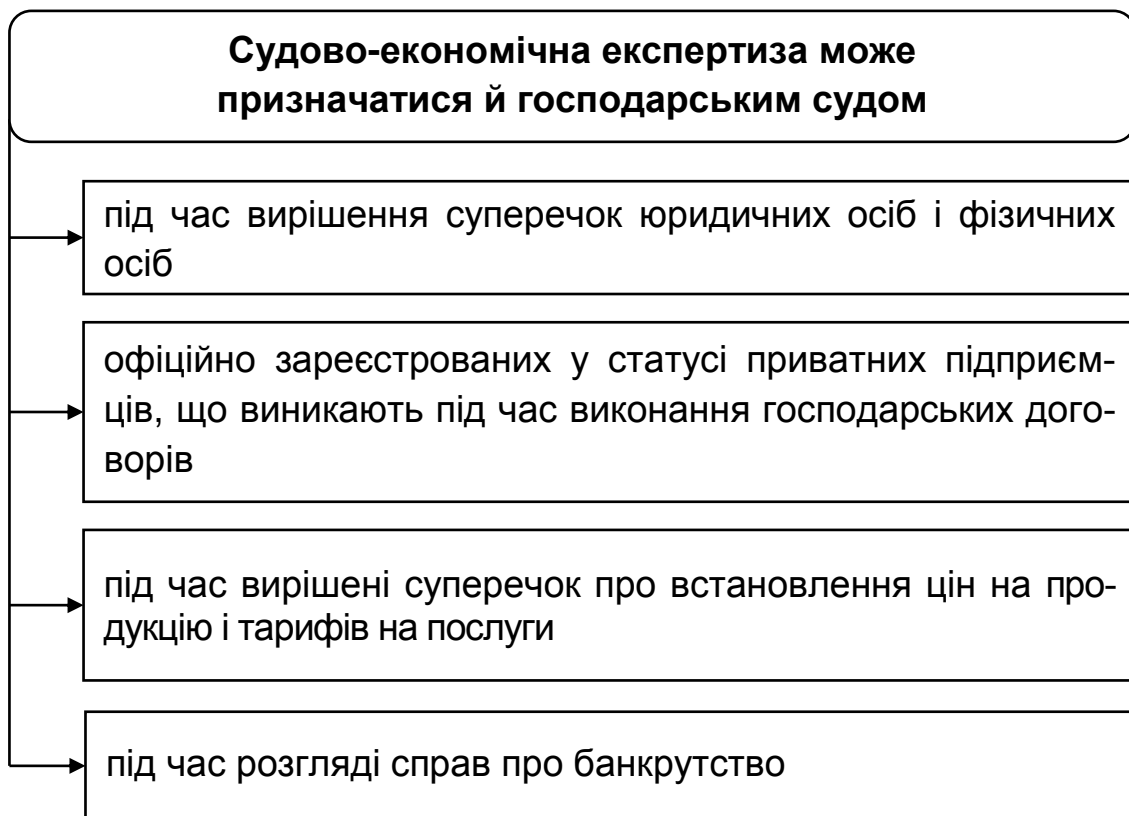 Судово-економічна експертиза може
призначатися й господарським судом
під час вирішення суперечок юридичних осіб і фізичних
осіб
офіційно зареєстрованих у статусі приватних підприєм-
ців, що виникають під час виконання господарських дого-
ворів
під час вирішені суперечок про встановлення цін на про-
дукцію і тарифів на послуги
під час розгляді справ про банкрутство